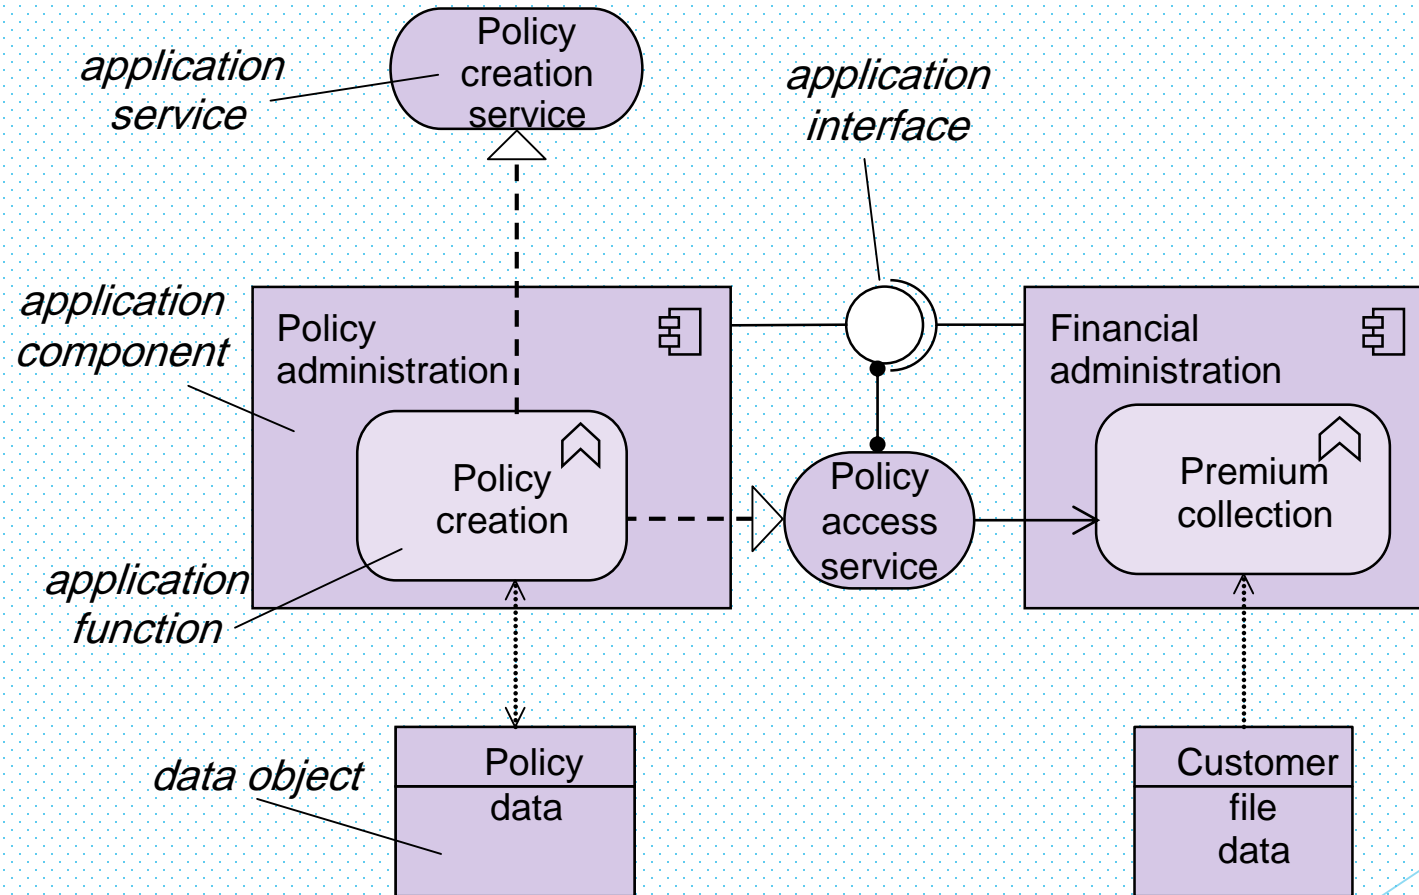 Policy
creation
service
application
service
application
interface
application
component
Policy
administration
Financial
administration
Policy
creation
Policy
access
service
Premium
collection
application
function
data object
Policy
data
Customer
file
data